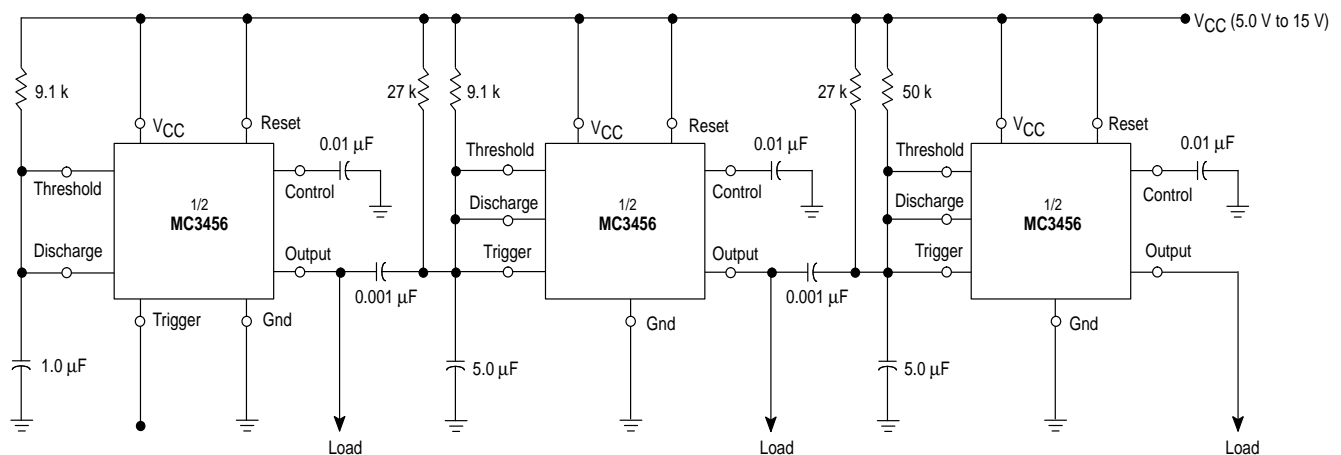 V_CC (5.0 V to 15 V)
9.1 k
V_CC
Reset
0.01 µF
Threshold
Control
1/2
MC3456
Discharge
Output
0.001 µF
Trigger
Gnd
1.0 µF
Load
27 k
9.1 k
V_CC
Reset
0.01 µF
Threshold
Control
Discharge
1/2
MC3456
Trigger
Output
0.001 µF
Gnd
5.0 µF
Load
27 k
50 k
V_CC
Reset
0.01 µF
Threshold
Control
Discharge
1/2
MC3456
Trigger
Output
Gnd
5.0 µF
Load